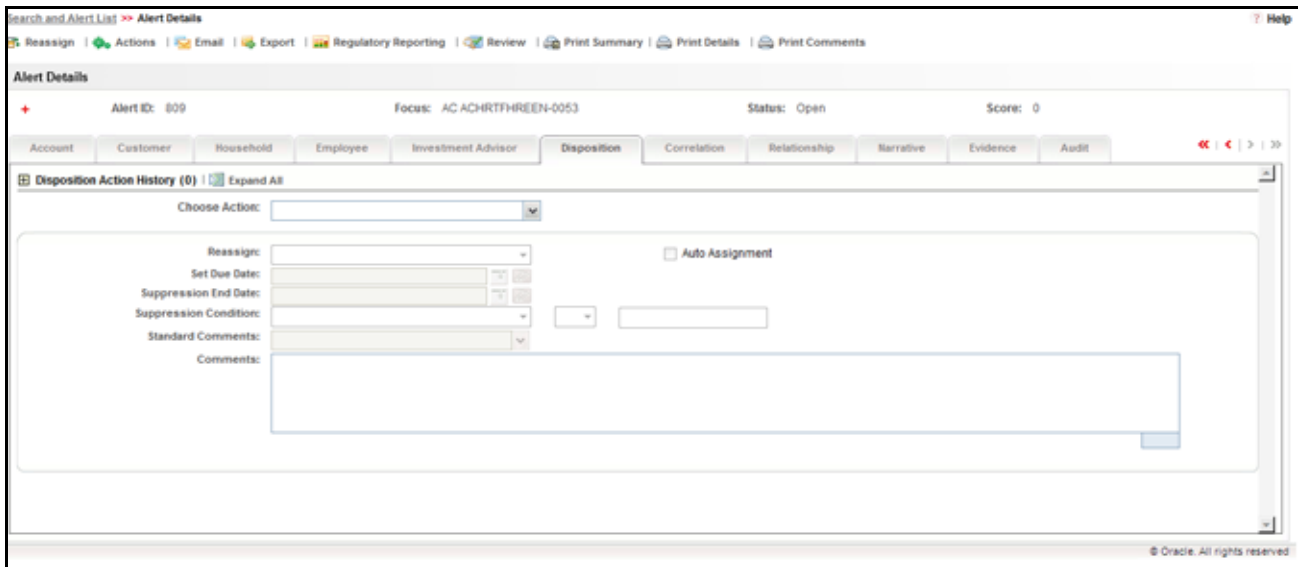 Search and Alert List >> Alert Details ? Help
Reassign | Actions | Email | Export | Regulatory Reporting | Review | Print Summary | Print Details | Print Comments
Alert Details
+ Alert ID: 809 Focus: AC ACHRTFHREEN-0053 Status: Open Score: 0
Account Customer Household Employee Investment Advisor Disposition Correlation Relationship Narrative Evidence Audit
Disposition Action History (0) | Expand All
Choose Action:
Reassign: Auto Assignment
Set Due Date:
Suppression End Date:
Suppression Condition:
Standard Comments:
Comments:
© Oracle. All rights reserved